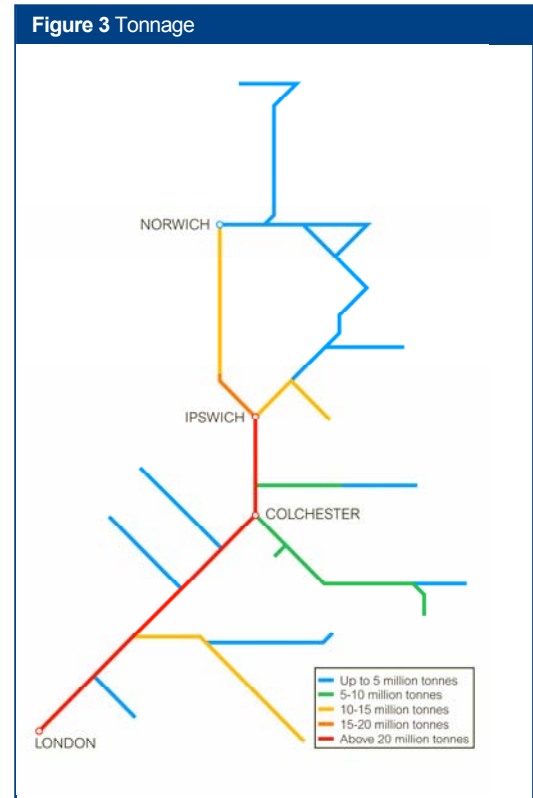 Figure 3 Tonnage
NORWICH
IPSWICH
COLCHESTER
LONDON
Up to 5 million tonnes
5-10 million tonnes
10-15 million tonnes
15-20 million tonnes
Above 20 million tonnes